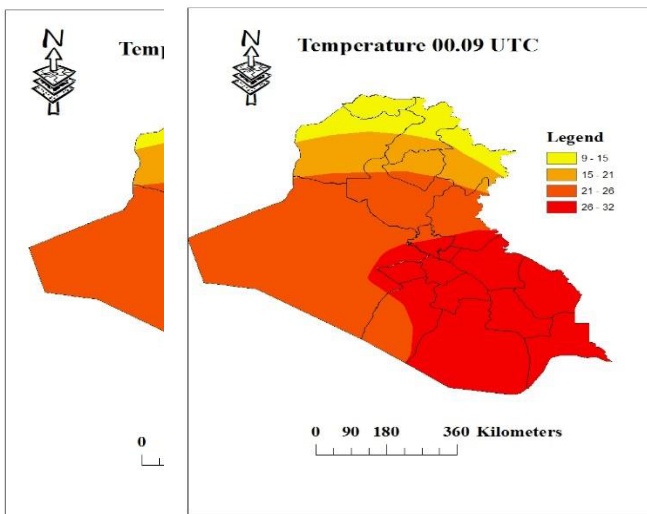 N
Temp
0
N
Temperature 00.09 UTC
Legend
9 - 15
15 - 21
21 - 26
26 - 32
0 90 180 360 Kilometers